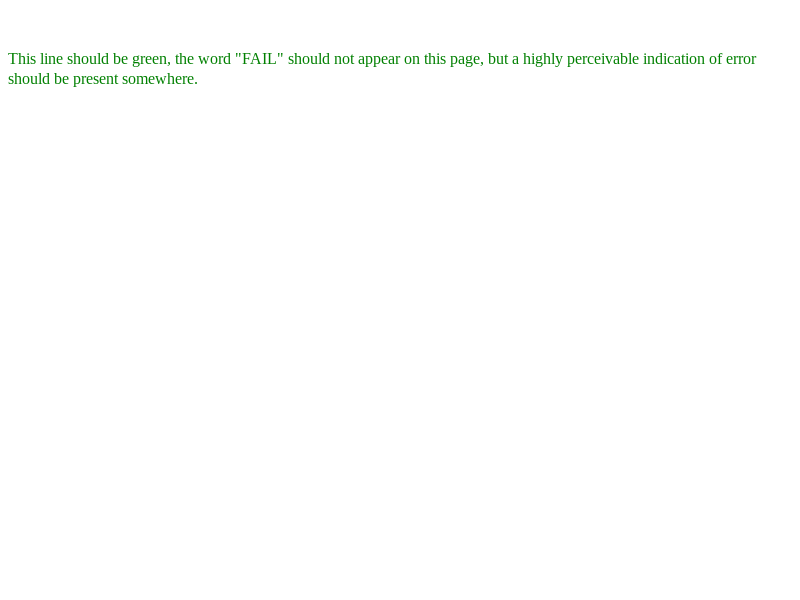 This line should be green, the word "FAIL" should not appear on this page, but a highly perceivable indication of error
should be present somewhere.